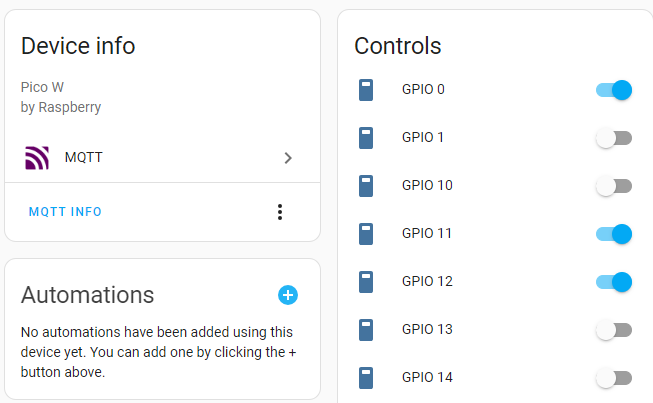 Device info
Pico W
by Raspberry
MQTT
MQTT INFO
Automations
No automations have been added using this
device yet. You can add one by clicking the +
button above.
Controls
GPIO 0
GPIO 1
GPIO 10
GPIO 11
GPIO 12
GPIO 13
GPIO 14